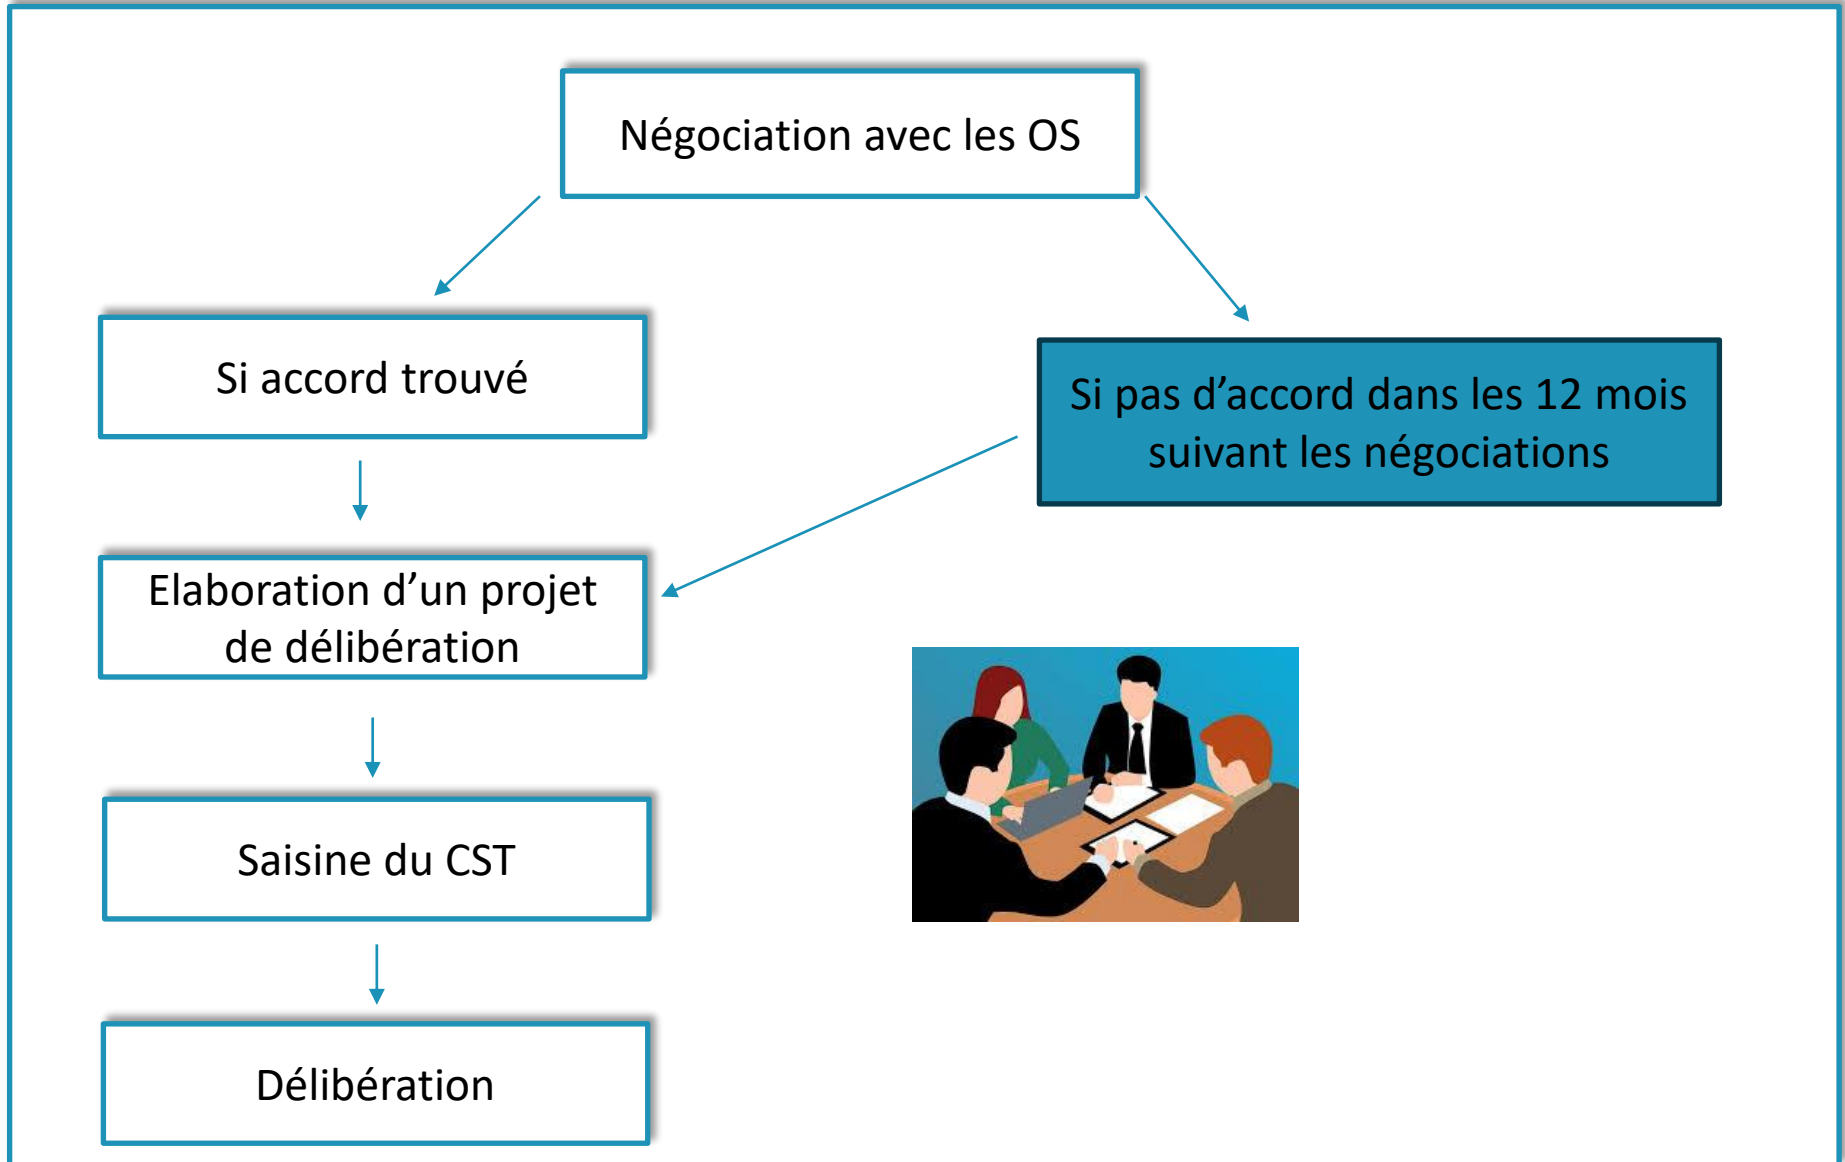 Négociation avec les OS
Si accord trouvé
Si pas d’accord dans les 12 mois
suivant les négociations
Elaboration d’un projet
de délibération
Saisine du CST
Délibération